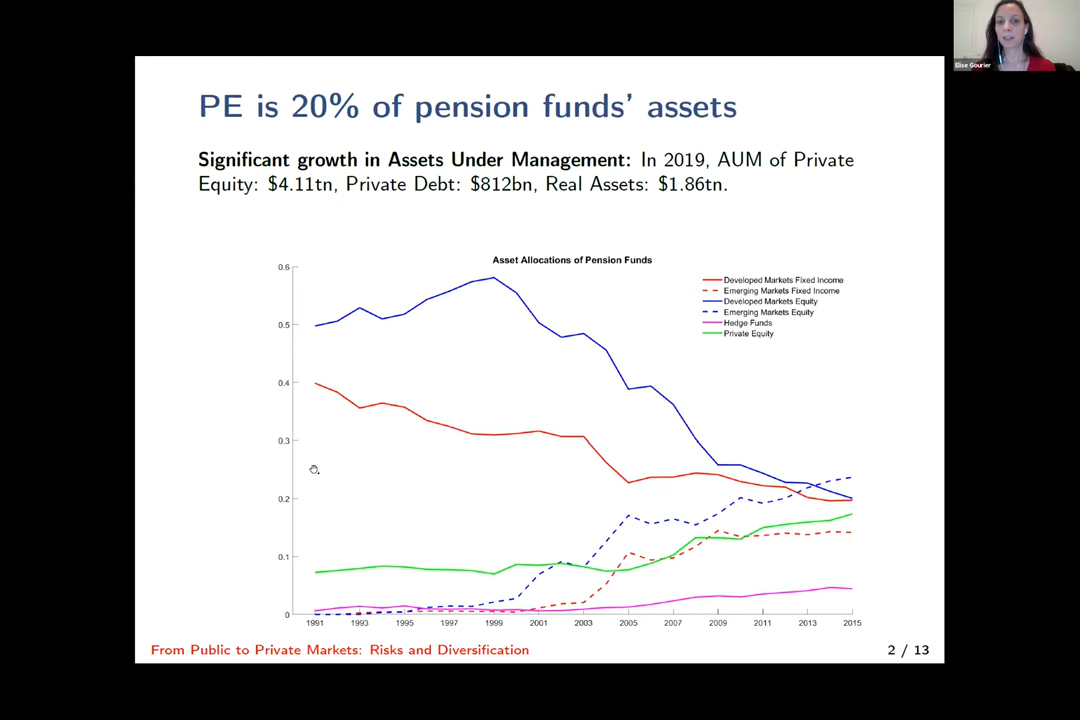 Elise Gourier
PE is 20% of pension funds' assets
Significant growth in Assets Under Management: In 2019, AUM of Private
Equity: $4.11tn, Private Debt: $812bn, Real Assets: $1.86tn.
Asset Allocations of Pension Funds
Developed Markets Fixed Income
Emerging Markets Fixed Income
Developed Markets Equity
Emerging Markets Equity
Hedge Funds
Private Equity
0.6
0.5
0.4
0.3
0.2
0.1
0
1991 1993 1995 1997 1999 2001 2003 2005 2007 2009 2011 2013 2015
From Public to Private Markets: Risks and Diversification
2 / 13